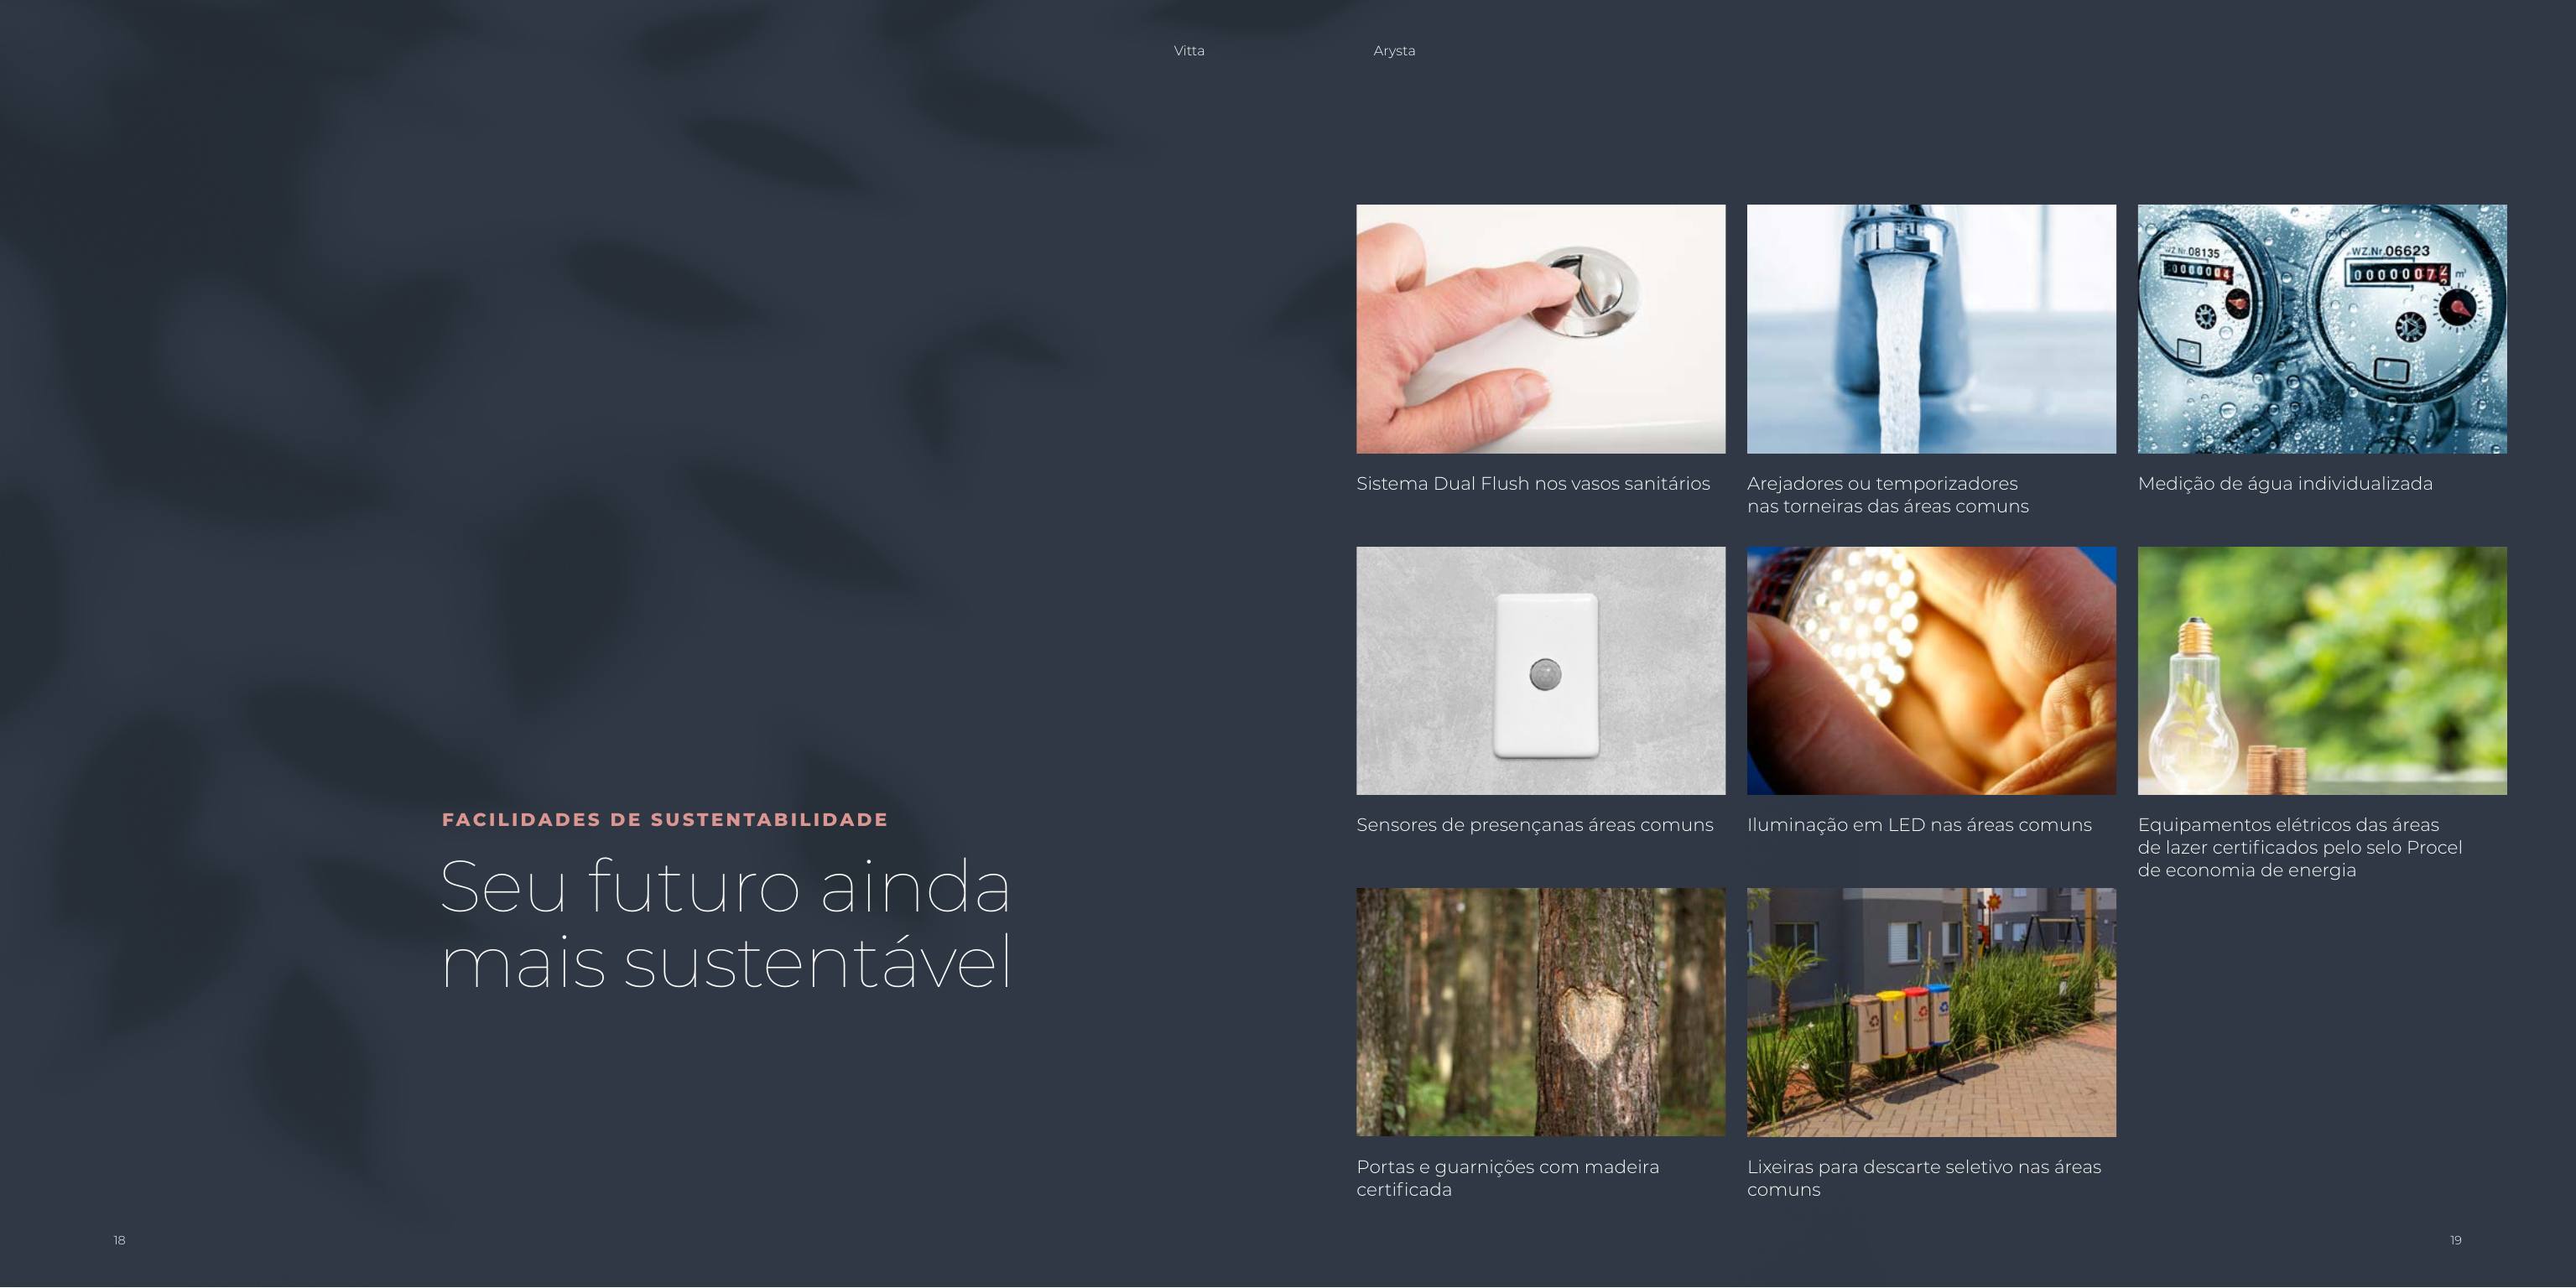 Vitta
Arysta
FACILIDADES DE SUSTENTABILIDADE
Seu futuro ainda
mais sustentável
WZ.Nr.08135
WZ.Nr.06623
m³
Sistema Dual Flush nos vasos sanitários
Arejadores ou temporizadores
nas torneiras das áreas comuns
Medição de água individualizada
Sensores de presençanas áreas comuns
Iluminação em LED nas áreas comuns
Equipamentos elétricos das áreas
de lazer certificados pelo selo Procel
de economia de energia
Portas e guarnições com madeira
certificada
Lixeiras para descarte seletivo nas áreas
comuns
18
19